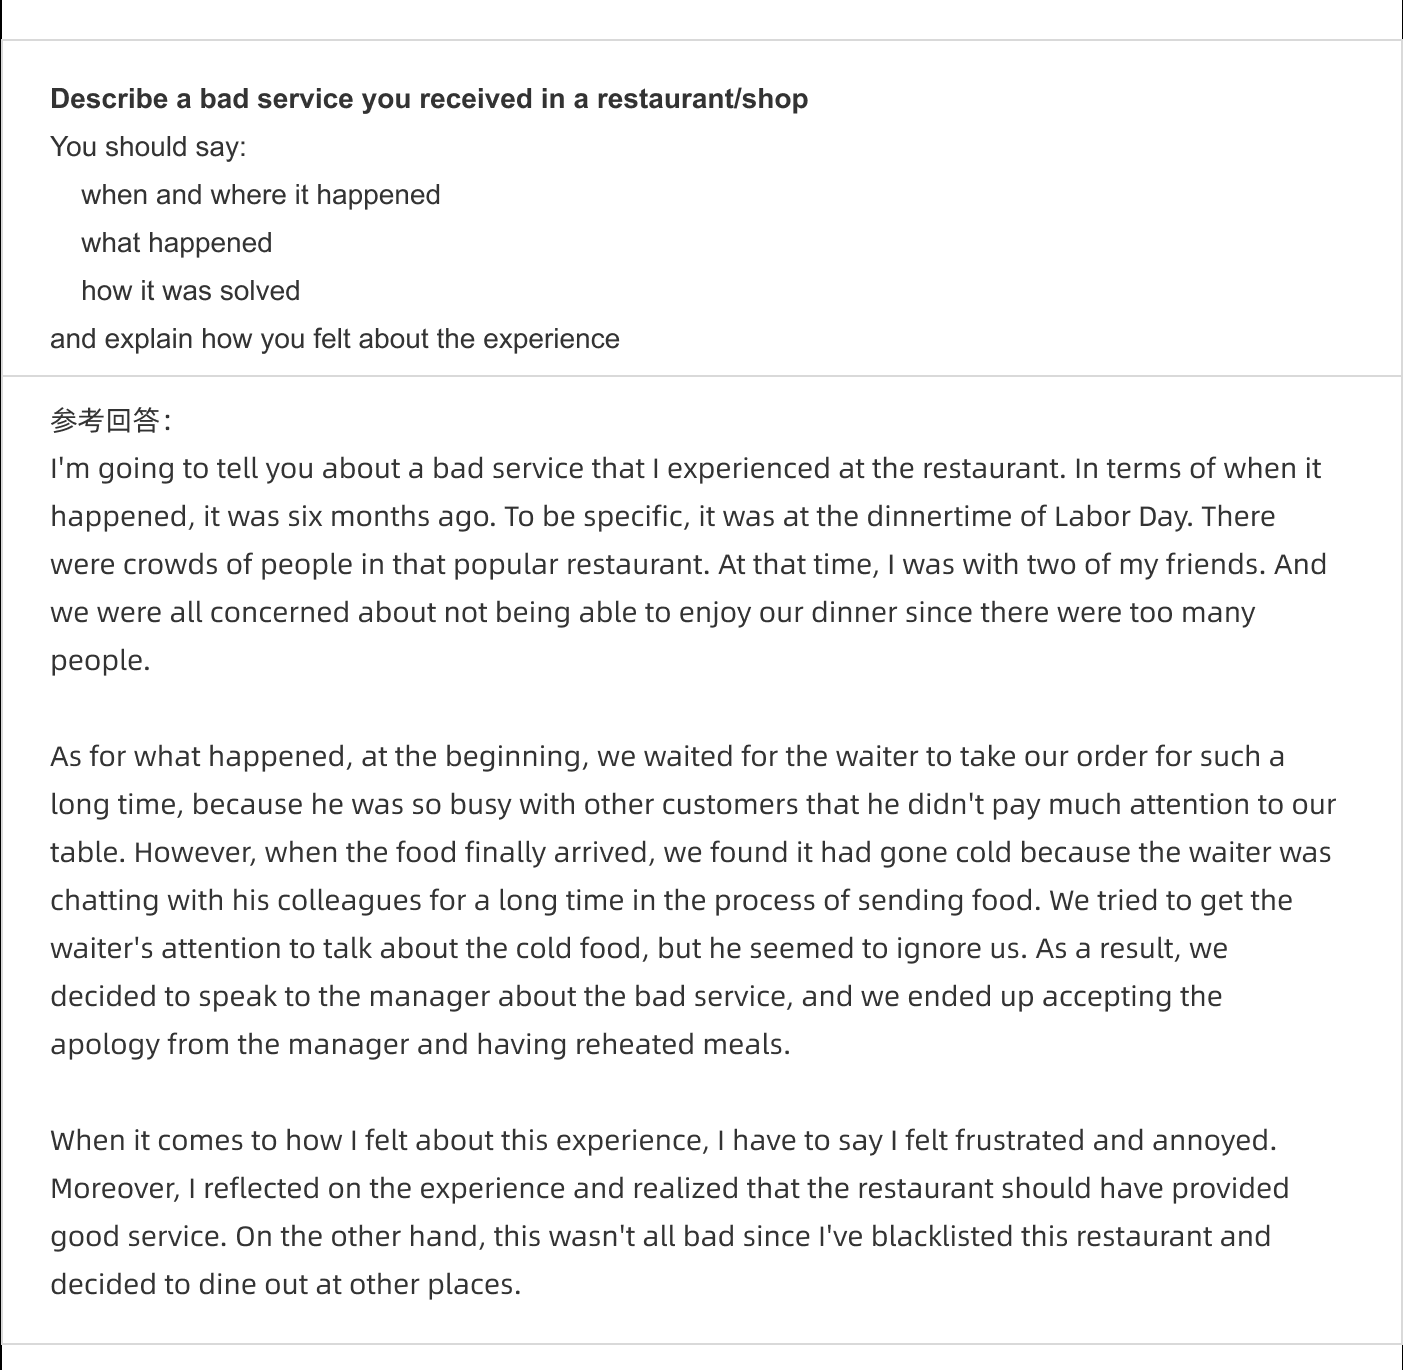 Describe a bad service you received in a restaurant/shop
You should say:
when and where it happened
what happened
how it was solved
and explain how you felt about the experience
参考回答：
I'm going to tell you about a bad service that I experienced at the restaurant. In terms of when it
happened, it was six months ago. To be specific, it was at the dinnertime of Labor Day. There
were crowds of people in that popular restaurant. At that time, I was with two of my friends. And
we were all concerned about not being able to enjoy our dinner since there were too many
people.
As for what happened, at the beginning, we waited for the waiter to take our order for such a
long time, because he was so busy with other customers that he didn't pay much attention to our
table. However, when the food finally arrived, we found it had gone cold because the waiter was
chatting with his colleagues for a long time in the process of sending food. We tried to get the
waiter's attention to talk about the cold food, but he seemed to ignore us. As a result, we
decided to speak to the manager about the bad service, and we ended up accepting the
apology from the manager and having reheated meals.
When it comes to how I felt about this experience, I have to say I felt frustrated and annoyed.
Moreover, I reflected on the experience and realized that the restaurant should have provided
good service. On the other hand, this wasn't all bad since I've blacklisted this restaurant and
decided to dine out at other places.